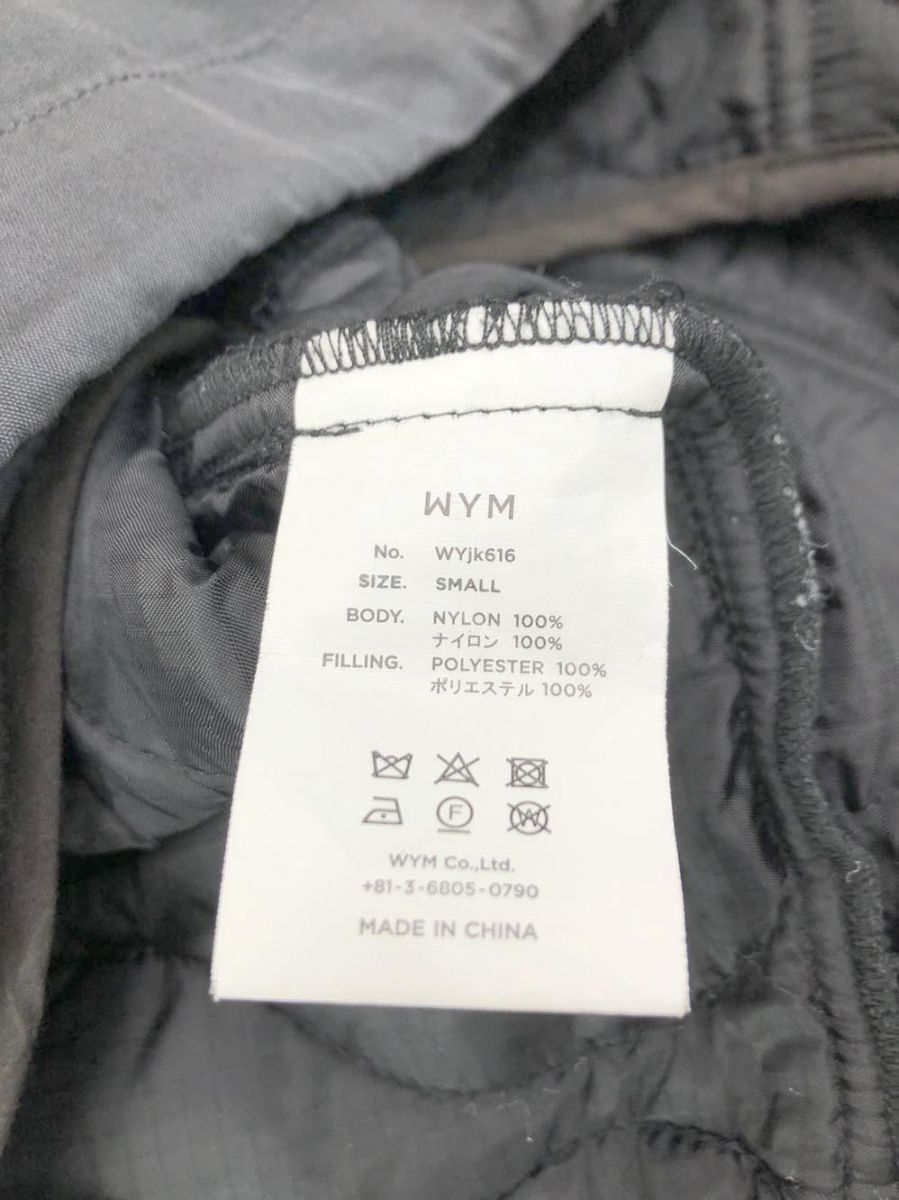 WYM
No. WYjk616
SIZE. SMALL
BODY. NYLON 100%
ナイロン 100%
FILLING. POLYESTER 100%
ポリエステル 100%
F W
WYM Co.,Ltd.
+81-3-6805-0790
MADE IN CHINA